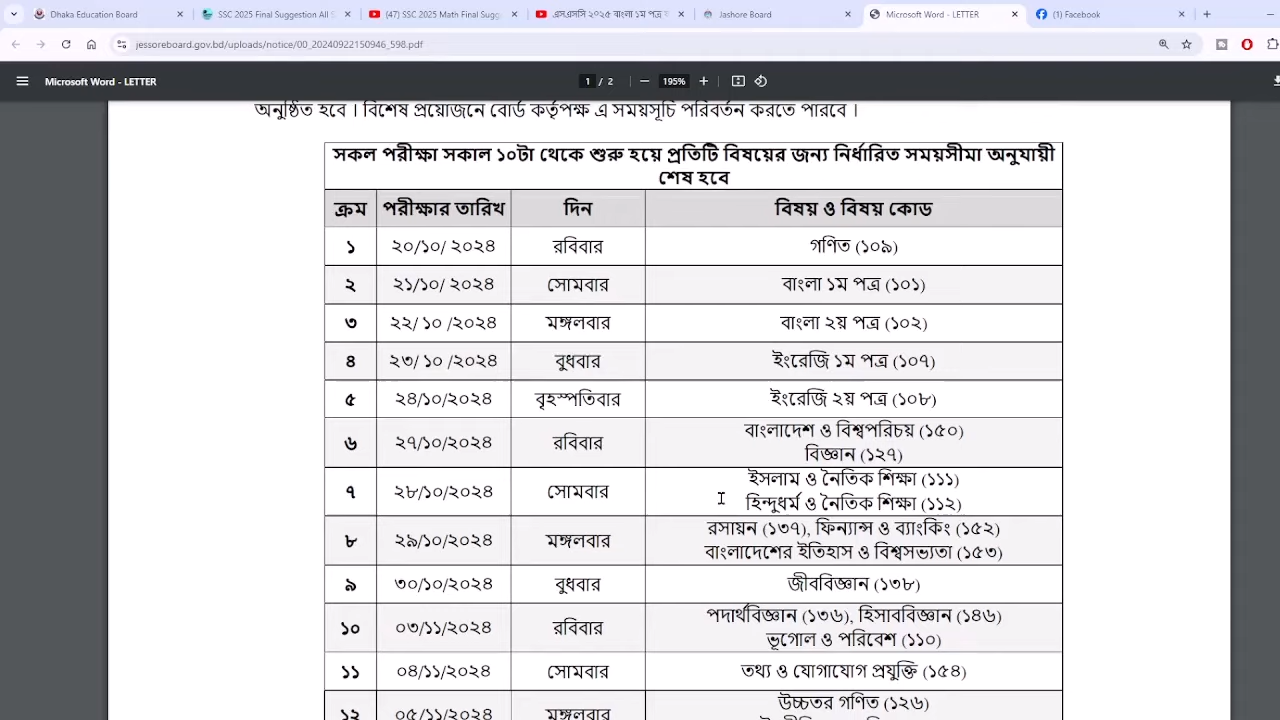 Dhaka Education Board
SSC 2025 Final Suggestion All S
(47) SSC 2025 Math Final Sugg
এসএসসি ২০২৫ বাংলা ১ম পত্র ব
Jashore Board
Microsoft Word - LETTER
(1) Facebook
jessoreboard.gov.bd/uploads/notice/00_20240922150946_598.pdf
Microsoft Word - LETTER
1 / 2
195%
অনুষ্ঠিত হবে। বিশেষ প্রয়োজনে বোর্ড কর্তৃপক্ষ এ সময়সূচি পরিবর্তন করতে পারবে।
সকল পরীক্ষা সকাল ১০টা থেকে শুরু হয়ে প্রতিটি বিষয়ের জন্য নির্ধারিত সময়সীমা অনুযায়ী
শেষ হবে
ক্রম পরীক্ষার তারিখ দিন বিষয় ও বিষয় কোড
১ ২০/১০/ ২০২৪ রবিবার গণিত (১০৯)
২ ২১/১০/ ২০২৪ সোমবার বাংলা ১ম পত্র (১০১)
৩ ২২/ ১০ /২০২৪ মঙ্গলবার বাংলা ২য় পত্র (১০২)
৪ ২৩/ ১০ /২০২৪ বুধবার ইংরেজি ১ম পত্র (১০৭)
৫ ২৪/১০/২০২৪ বৃহস্পতিবার ইংরেজি ২য় পত্র (১০৮)
৬ ২৭/১০/২০২৪ রবিবার বাংলাদেশ ও বিশ্বপরিচয় (১৫০)
বিজ্ঞান (১২৭)
৭ ২৮/১০/২০২৪ সোমবার ইসলাম ও নৈতিক শিক্ষা (১১১)
হিন্দুধর্ম ও নৈতিক শিক্ষা (১১২)
৮ ২৯/১০/২০২৪ মঙ্গলবার রসায়ন (১৩৭), ফিন্যান্স ও ব্যাংকিং (১৫২)
বাংলাদেশের ইতিহাস ও বিশ্বসভ্যতা (১৫৩)
৯ ৩০/১০/২০২৪ বুধবার জীববিজ্ঞান (১৩৮)
১০ ০৩/১১/২০২৪ রবিবার পদার্থবিজ্ঞান (১৩৬), হিসাববিজ্ঞান (১৪৬)
ভূগোল ও পরিবেশ (১১০)
১১ ০৪/১১/২০২৪ সোমবার তথ্য ও যোগাযোগ প্রযুক্তি (১৫৪)
১২ ০৫/১১/২০২৪ মঙ্গলবার উচ্চতর গণিত (১২৬)